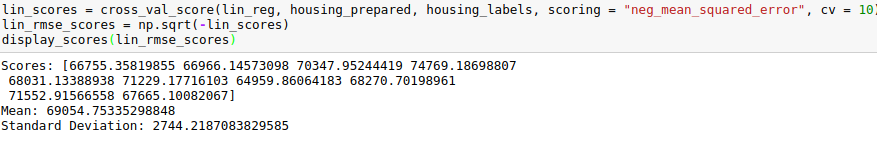 lin_scores = cross_val_score(lin_reg, housing_prepared, housing_labels, scoring = "neg_mean_squared_error", cv = 10)
lin_rmse_scores = np.sqrt(-lin_scores)
display_scores(lin_rmse_scores)
Scores: [66755.35819855 66966.14573098 70347.95244419 74769.18698807
68031.13388938 71229.17716103 64959.86064183 68270.70198961
71552.91566558 67665.10082067]
Mean: 69054.75335298848
Standard Deviation: 2744.2187083829585